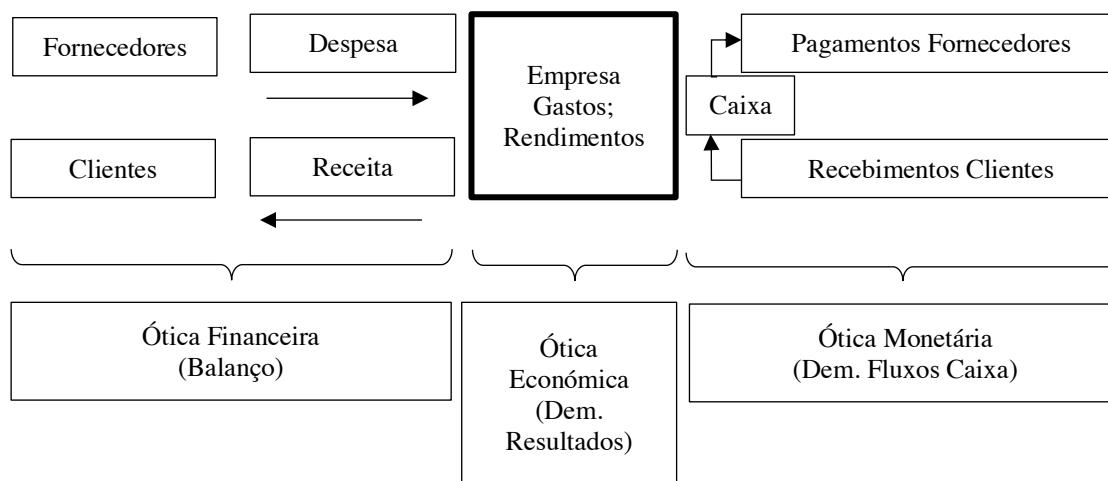 Fornecedores
Despesa
Empresa
Gastos;
Rendimentos
Pagamentos Fornecedores
Caixa
Clientes
Receita
Recebimentos Clientes
Ótica Financeira
(Balanço)
Ótica
Económica
(Dem.
Resultados)
Ótica Monetária
(Dem. Fluxos Caixa)